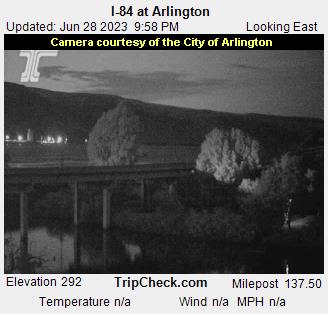 I-84 at Arlington
Updated: Jun 28 2023 9:58 PM Looking East
Camera courtesy of the City of Arlington
Elevation 292 TripCheck.com Milepost 137.50
Temperature n/a Wind n/a MPH n/a